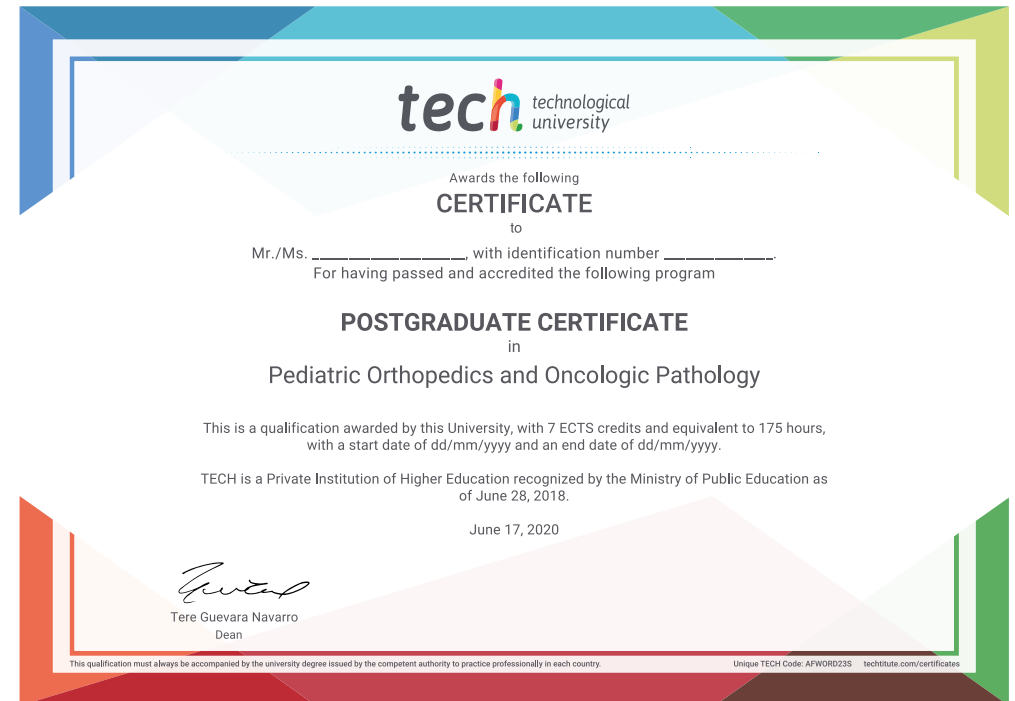 tech technological
university
Awards the following
CERTIFICATE
to
Mr./Ms. ____________________, with identification number ______________.
For having passed and accredited the following program
POSTGRADUATE CERTIFICATE
in
Pediatric Orthopedics and Oncologic Pathology
This is a qualification awarded by this University, with 7 ECTS credits and equivalent to 175 hours,
with a start date of dd/mm/yyyy and an end date of dd/mm/yyyy.
TECH is a Private Institution of Higher Education recognized by the Ministry of Public Education as
of June 28, 2018.
June 17, 2020
Tere Guevara Navarro
Dean
This qualification must always be accompanied by the university degree issued by the competent authority to practice professionally in each country. Unique TECH Code: AFWORD23S techtitute.com/certificates